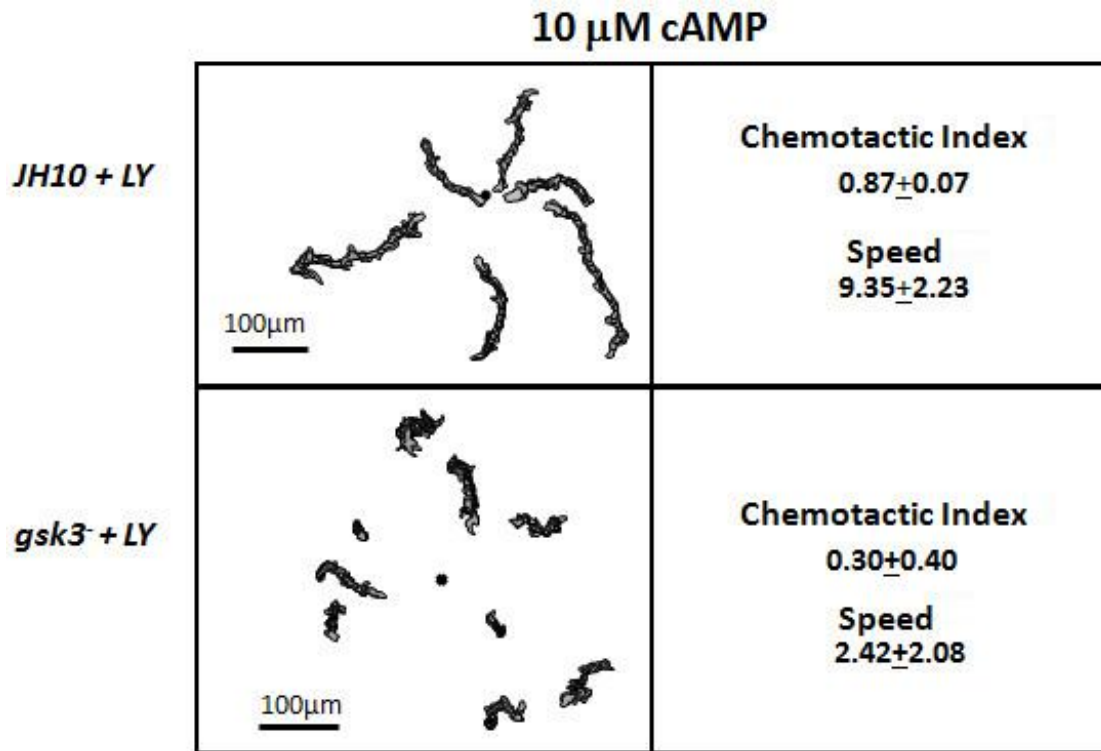 10 μM cAMP
JH10 + LY
100μm
Chemotactic Index
0.87±0.07
Speed
9.35±2.23
gsk3- + LY
100μm
Chemotactic Index
0.30±0.40
Speed
2.42±2.08